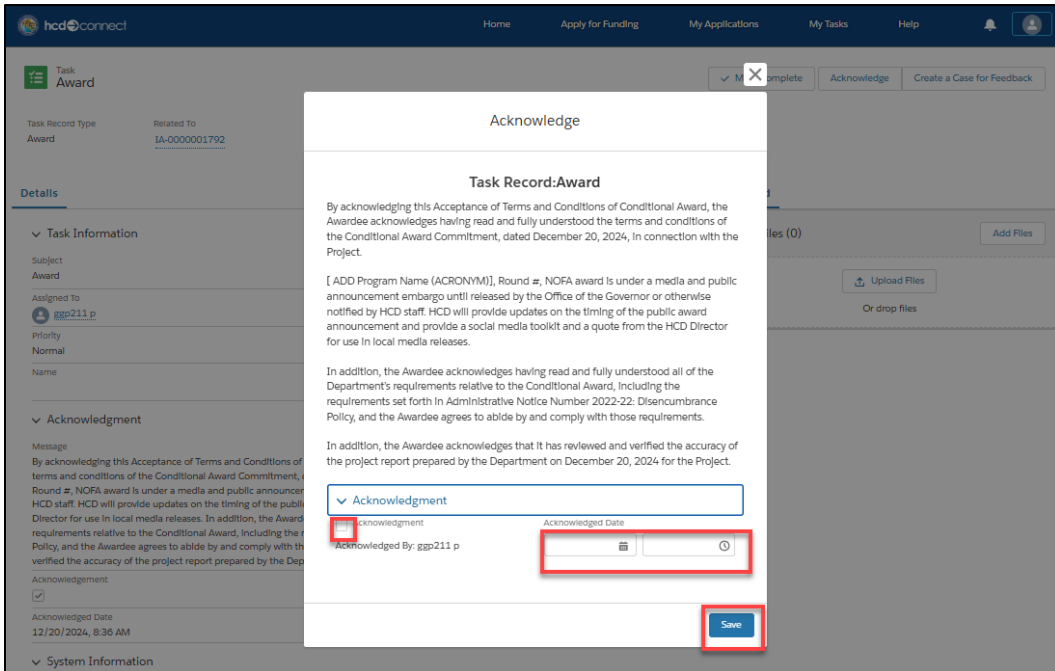 hcd connect
Home Apply for Funding My Applications My Tasks Help
Task
Award
omplete Acknowledge Create a Case for Feedback
Task Record Type Related To
Award IA-0000001792
Details
Task Information
Subject
Award
Assigned To
ggp211 p
Priority
Normal
Name
Acknowledgment
Message
By acknowledging this Acceptance of Terms and Conditions of
terms and conditions of the Conditional Award Commitment,
Round #, NOFA award is under a media and public announcer
HCD staff. HCD will provide updates on the timing of the public
Director for use in local media releases. In addition, the Award
requirements relative to the Conditional Award, including the
Policy, and the Awardee agrees to abide by and comply with th
verified the accuracy of the project report prepared by the Dep
Acknowledgement
Acknowledged Date
12/20/2024, 8:36 AM
System Information
Acknowledge
Task Record:Award
By acknowledging this Acceptance of Terms and Conditions of Conditional Award, the
Awardee acknowledges having read and fully understood the terms and conditions of
the Conditional Award Commitment, dated December 20, 2024, in connection with the
Project.
[ ADD Program Name (ACRONYM)], Round #, NOFA award is under a media and public
announcement embargo until released by the Office of the Governor or otherwise
notified by HCD staff. HCD will provide updates on the timing of the public award
announcement and provide a social media toolkit and a quote from the HCD Director
for use in local media releases.
In addition, the Awardee acknowledges having read and fully understood all of the
Department's requirements relative to the Conditional Award, including the
requirements set forth in Administrative Notice Number 2022-22: Disencumbrance
Policy, and the Awardee agrees to abide by and comply with those requirements.
In addition, the Awardee acknowledges that it has reviewed and verified the accuracy of
the project report prepared by the Department on December 20, 2024 for the Project.
Acknowledgment
Acknowledgment Acknowledged Date
Acknowledged By: ggp211 p
Save
iles (0) Add Files
Upload Files
Or drop files